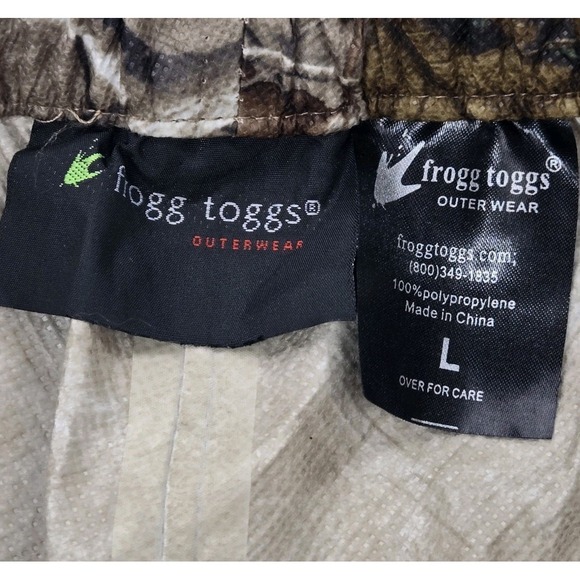 frogg toggs®
OUTERWEAR
frogg toggs®
OUTER WEAR
froggtoggs.com;
(800)349-1835
100%polypropylene
Made in China
L
OVER FOR CARE